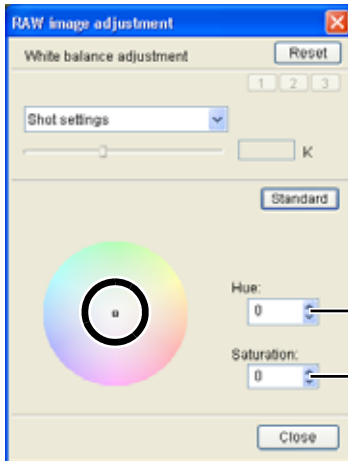 RAW image adjustment
White balance adjustment Reset
1 2 3
Shot settings
K
Standard
Hue:
0
Saturation:
0
Close